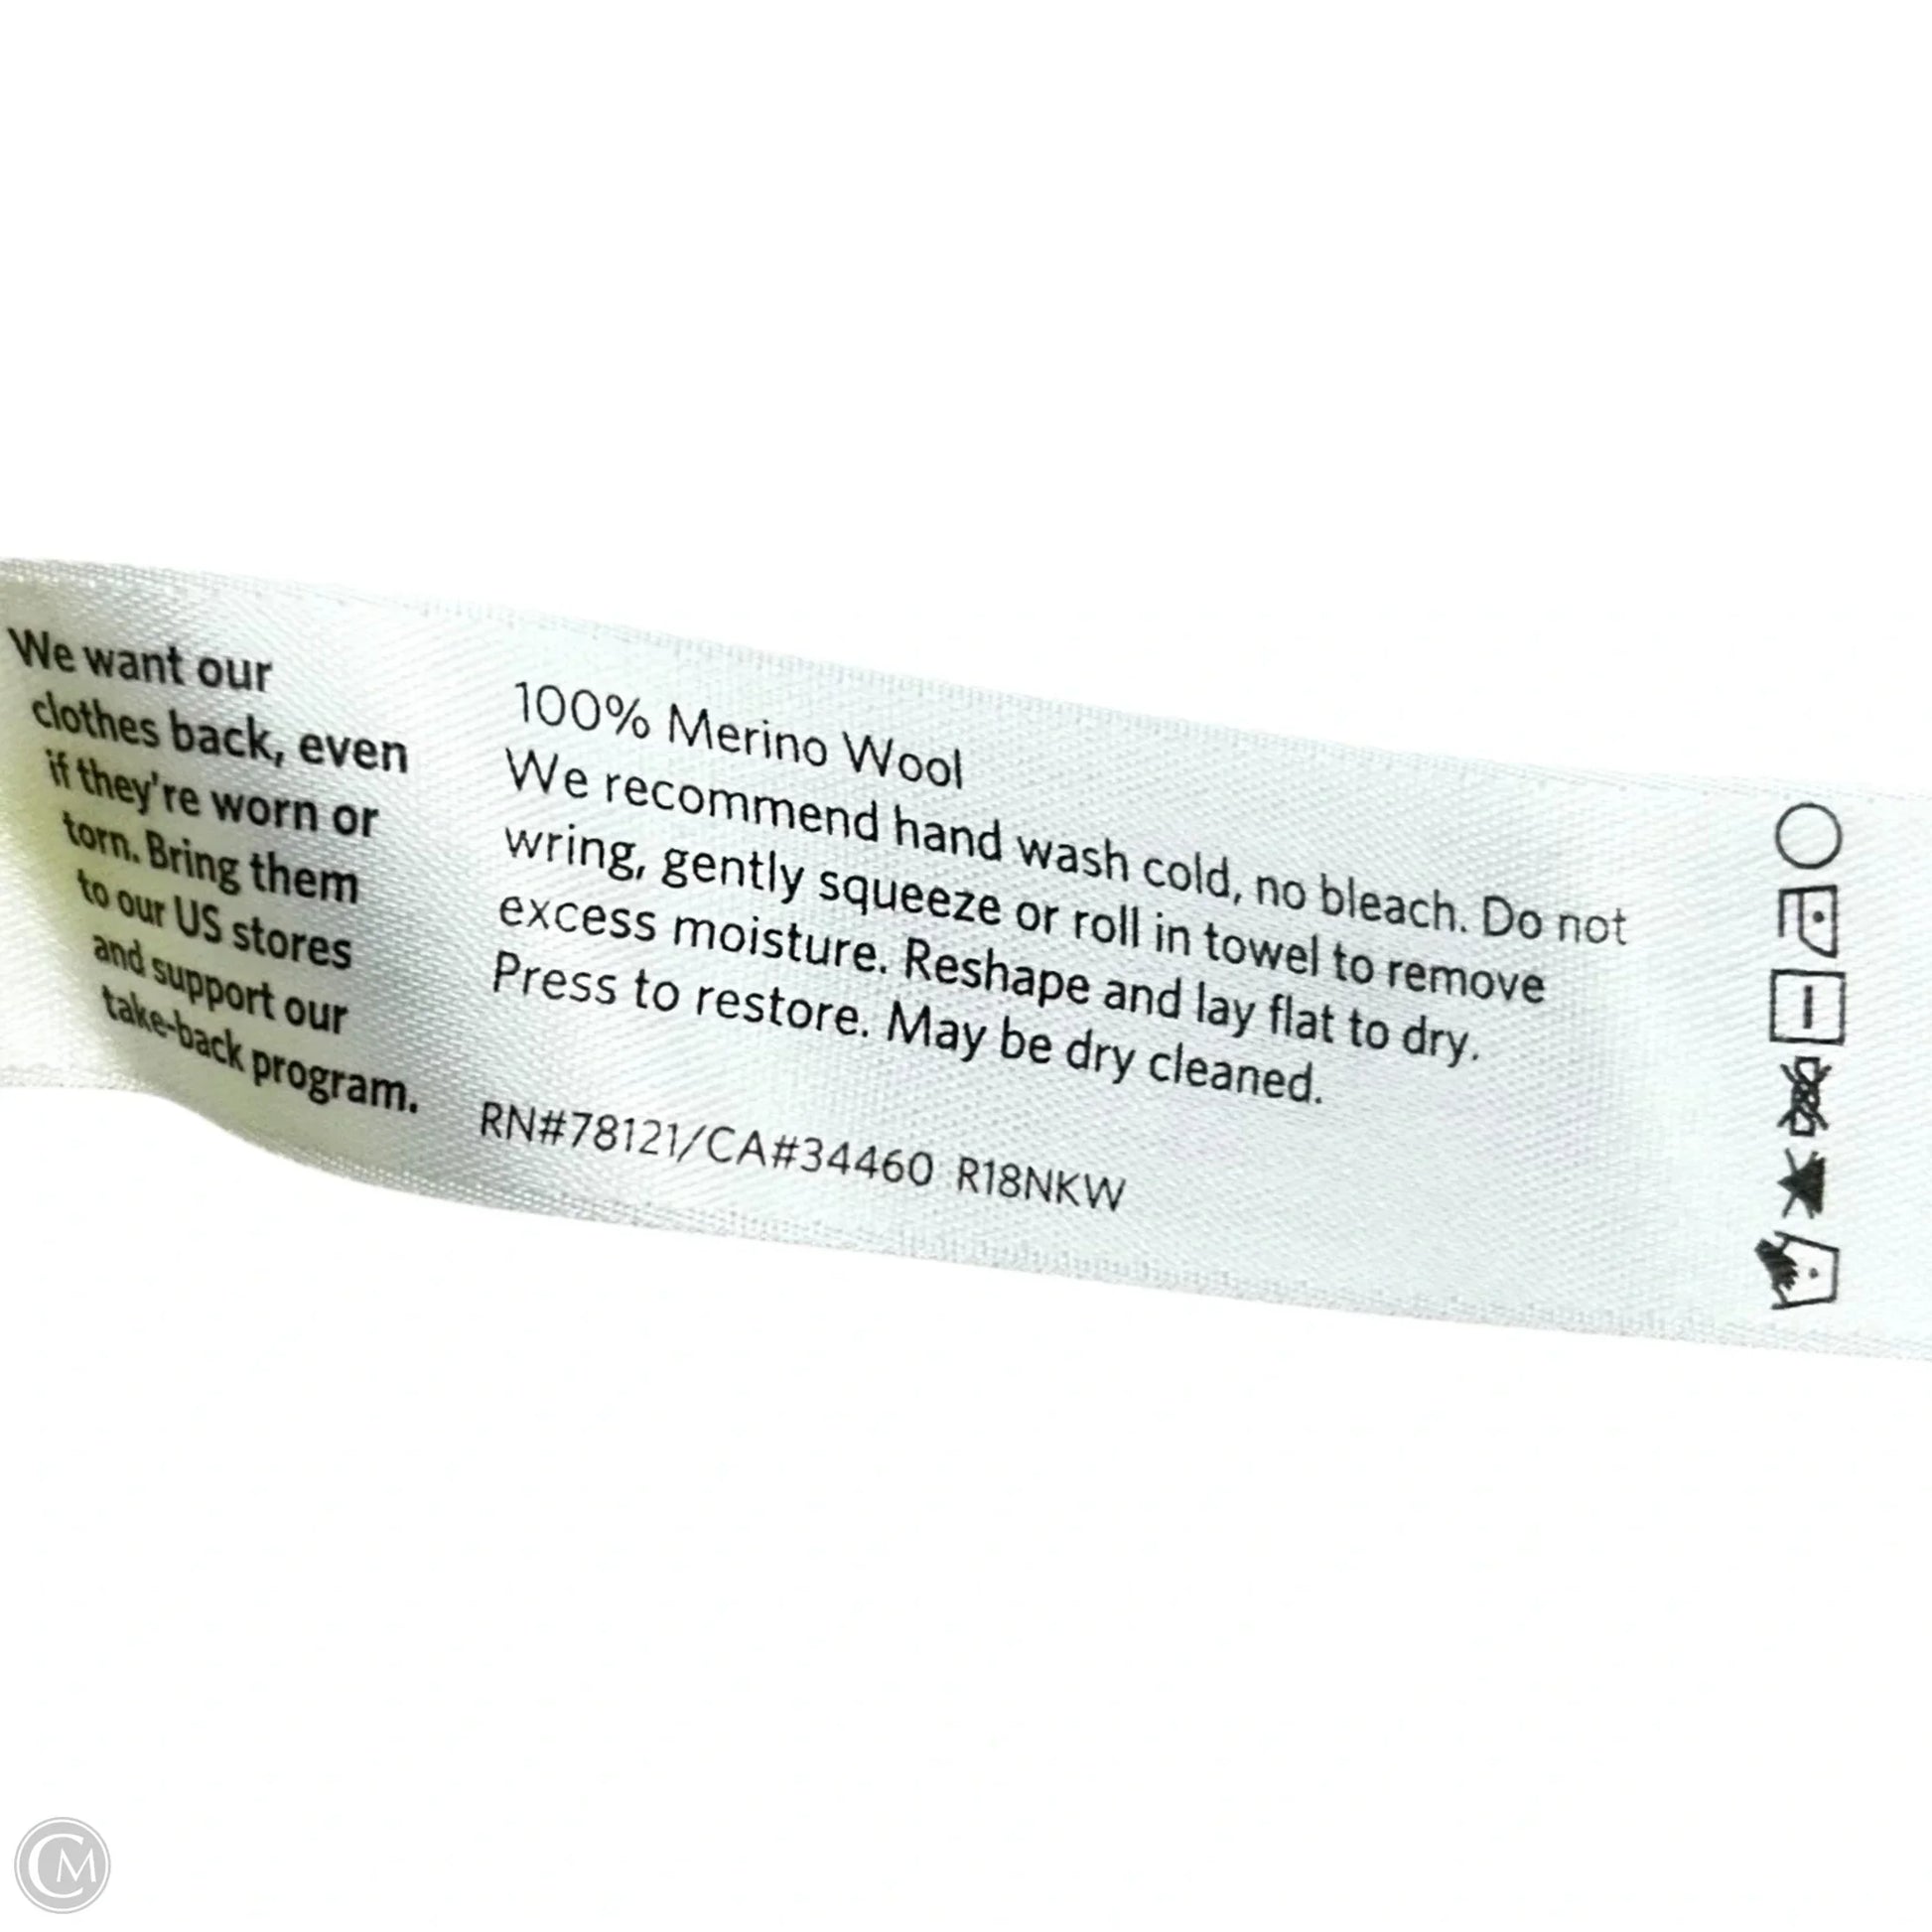 We want our
clothes back, even
if they're worn or
torn. Bring them
to our US stores
and support our
take-back program.
100% Merino Wool
We recommend hand wash cold, no bleach. Do not
wring, gently squeeze or roll in towel to remove
excess moisture. Reshape and lay flat to dry.
Press to restore. May be dry cleaned.
RN#78121/CA#34460 R18NKW
CM